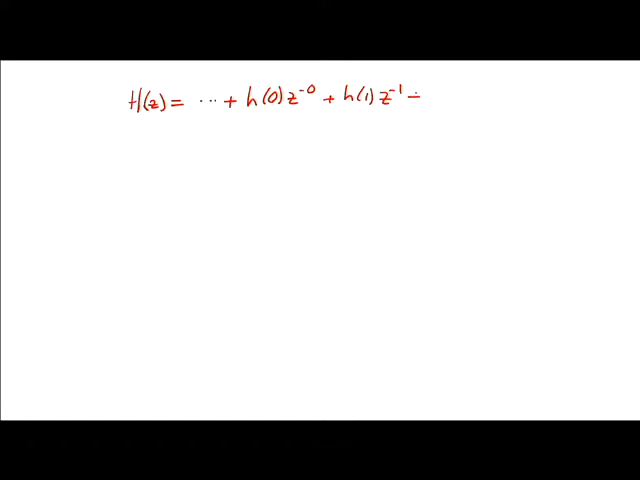 H(z) = ... + h(0)z⁻⁰ + h(1)z⁻¹ -